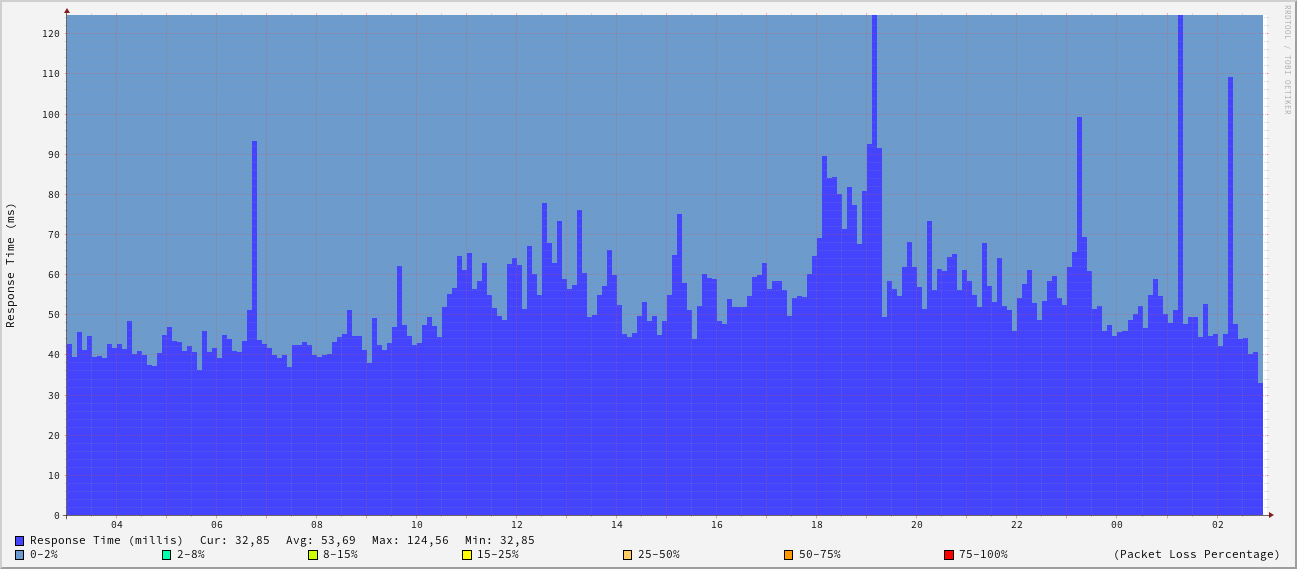 RRDTOOL / TOBI OETIKER
Response Time (ms)
120
110
100
90
80
70
60
50
40
30
20
10
0
04 06 08 10 12 14 16 18 20 22 00 02
Response Time (millis) Cur: 32,85 Avg: 53,69 Max: 124,56 Min: 32,85
0-2% 2-8% 8-15% 15-25% 25-50% 50-75% 75-100% (Packet Loss Percentage)